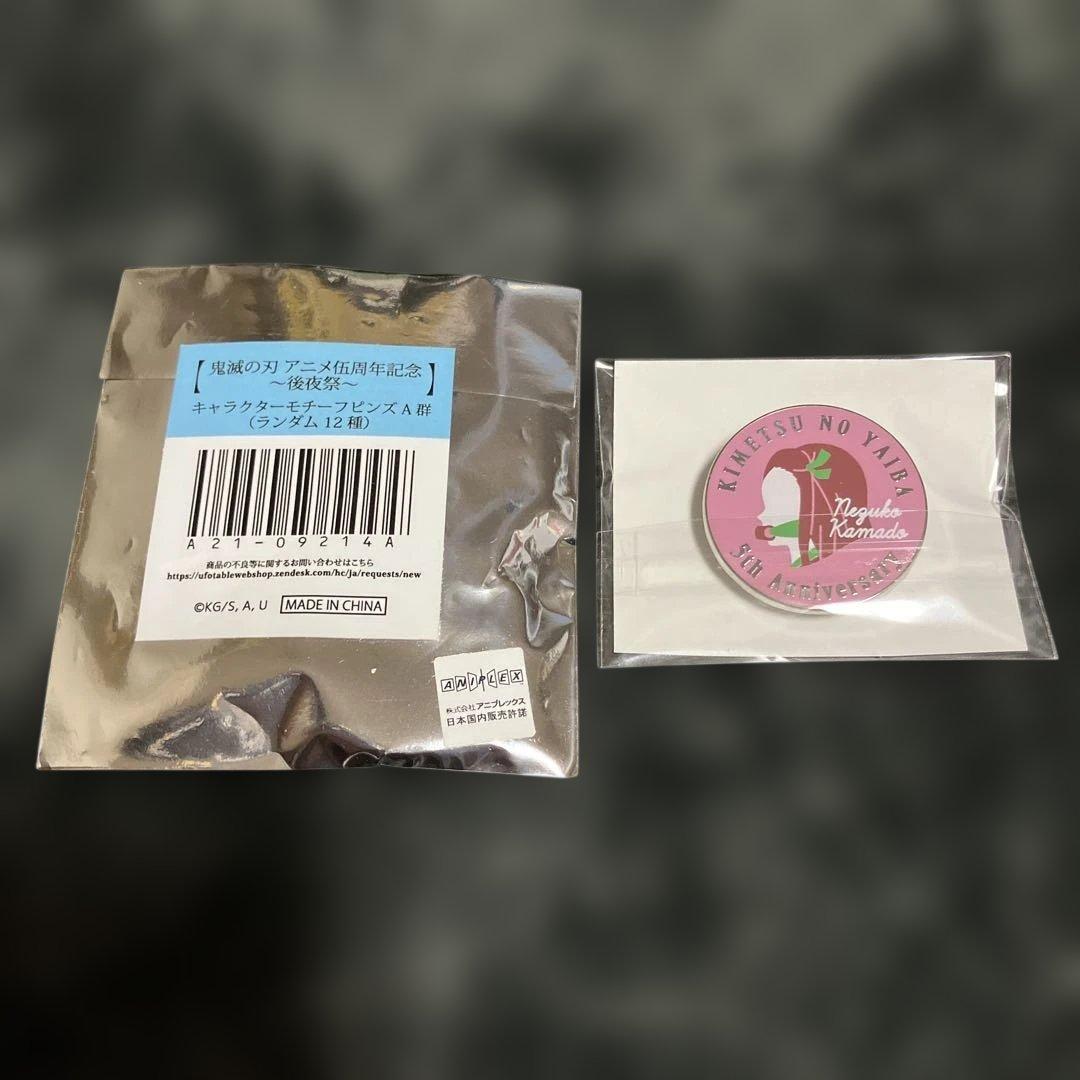 【鬼滅の刃 アニメ伍周年記念
～後夜祭～】
キャラクターモチーフピンズ A 群
（ランダム 12 種）
A21-09214A
商品の不良等に関するお問い合わせはこちら
https://ufotablewebshop.zendesk.com/hc/ja/requests/new
©KG/S, A, U MADE IN CHINA
ANIPLEX
株式会社アニプレックス
日本国内販売許諾
KIMETSU NO YAIBA
Nezuko
Kamado
5th Anniversary